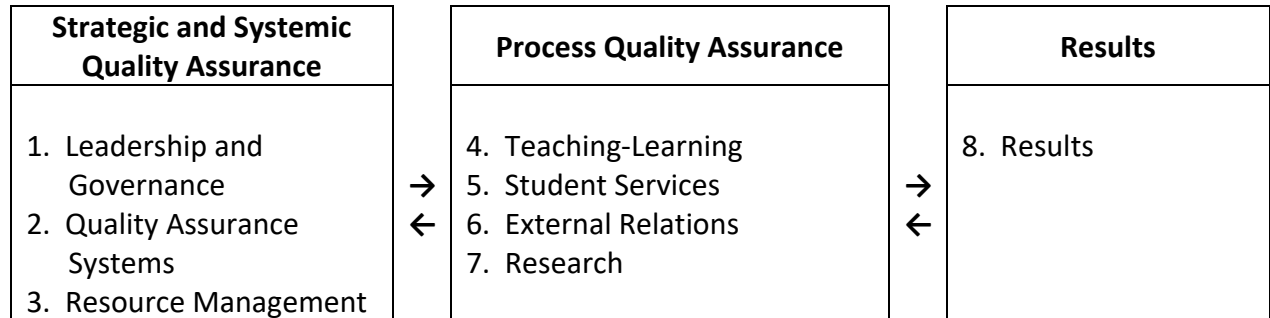 Strategic and Systemic
Quality Assurance
1. Leadership and
Governance
2. Quality Assurance
Systems
3. Resource Management
→
←
Process Quality Assurance
4. Teaching-Learning
5. Student Services
6. External Relations
7. Research
→
←
Results
8. Results